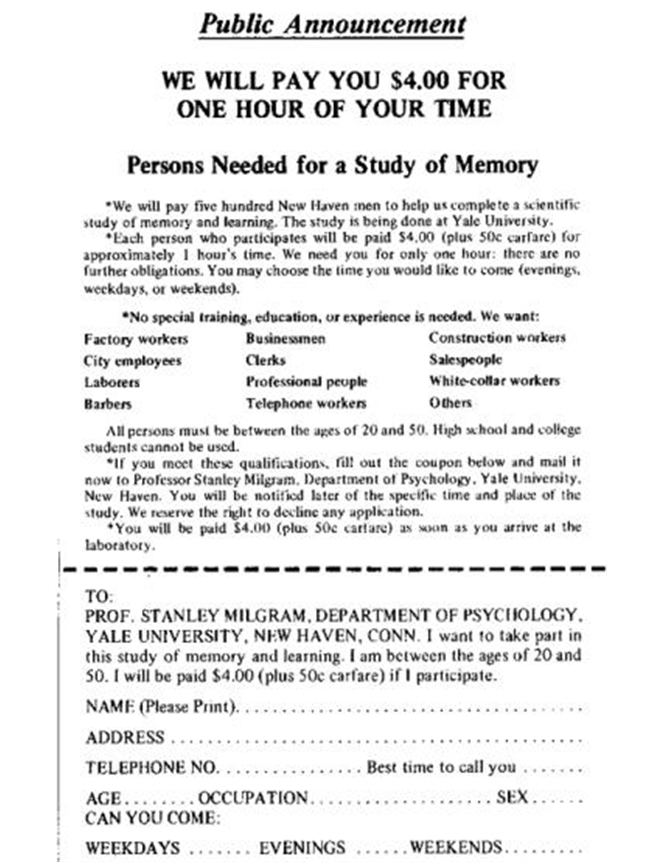 Public Announcement
WE WILL PAY YOU $4.00 FOR
ONE HOUR OF YOUR TIME
Persons Needed for a Study of Memory
*We will pay five hundred New Haven men to help us complete a scientific
study of memory and learning. The study is being done at Yale University.
*Each person who participates will be paid $4.00 (plus 50c carfare) for
approximately 1 hour's time. We need you for only one hour: there are no
further obligations. You may choose the time you would like to come (evenings,
weekdays, or weekends).
*No special training, education, or experience is needed. We want:
Factory workers Businessmen Construction workers
City employees Clerks Salespeople
Laborers Professional people White-collar workers
Barbers Telephone workers Others
All persons must be between the ages of 20 and 50. High school and college
students cannot be used.
*If you meet these qualifications, fill out the coupon below and mail it
now to Professor Stanley Milgram, Department of Psychology, Yale University,
New Haven. You will be notified later of the specific time and place of the
study. We reserve the right to decline any application.
*You will be paid $4.00 (plus 50c carfare) as soon as you arrive at the
laboratory.
TO:
PROF. STANLEY MILGRAM, DEPARTMENT OF PSYCHOLOGY,
YALE UNIVERSITY, NEW HAVEN, CONN. I want to take part in
this study of memory and learning. I am between the ages of 20 and
50. I will be paid $4.00 (plus 50c carfare) if I participate.
NAME (Please Print). . . . . . . . . . . . . . . . . . . . . . . . . . . . . . . . . . . .
ADDRESS . . . . . . . . . . . . . . . . . . . . . . . . . . . . . . . . . . . . . . . . . .
TELEPHONE NO. . . . . . . . . . . . . . . . Best time to call you . . . . . . .
AGE . . . . . . . . OCCUPATION. . . . . . . . . . . . . . . . . . . SEX . . . . . .
CAN YOU COME:
WEEKDAYS . . . . . . . EVENINGS . . . . . . WEEKENDS. . . . . . . . .